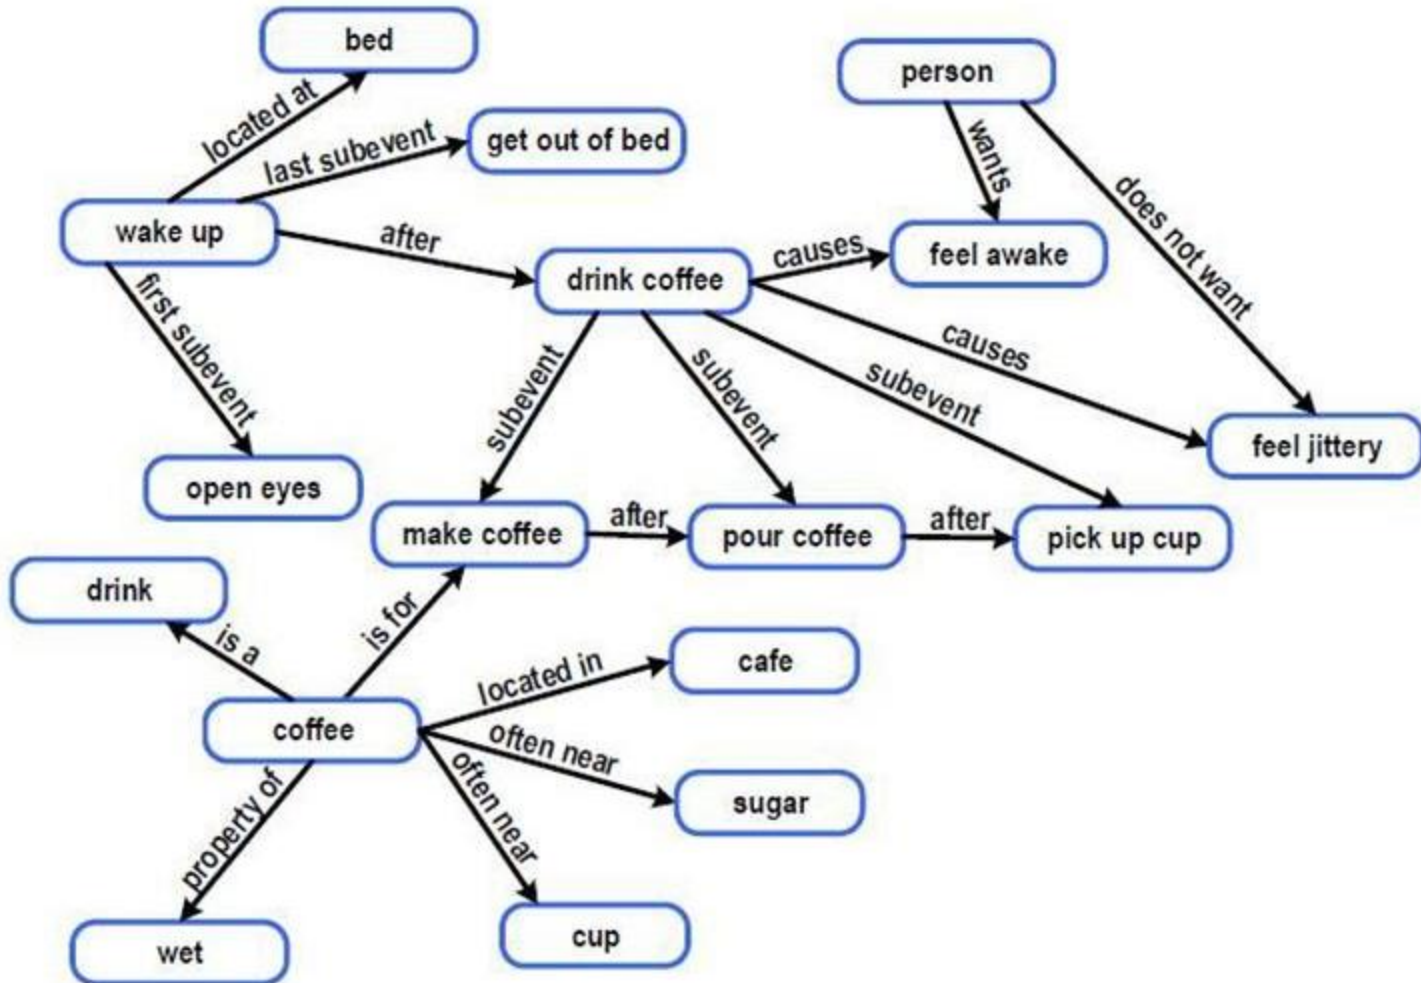 bed
person
located at
last subevent
get out of bed
wants
does not want
wake up
after
causes
feel awake
drink coffee
first subevent
causes
subevent
subevent
subevent
feel jittery
open eyes
make coffee
after
pour coffee
after
pick up cup
drink
is a
is for
located in
cafe
coffee
often near
often near
sugar
property of
cup
wet